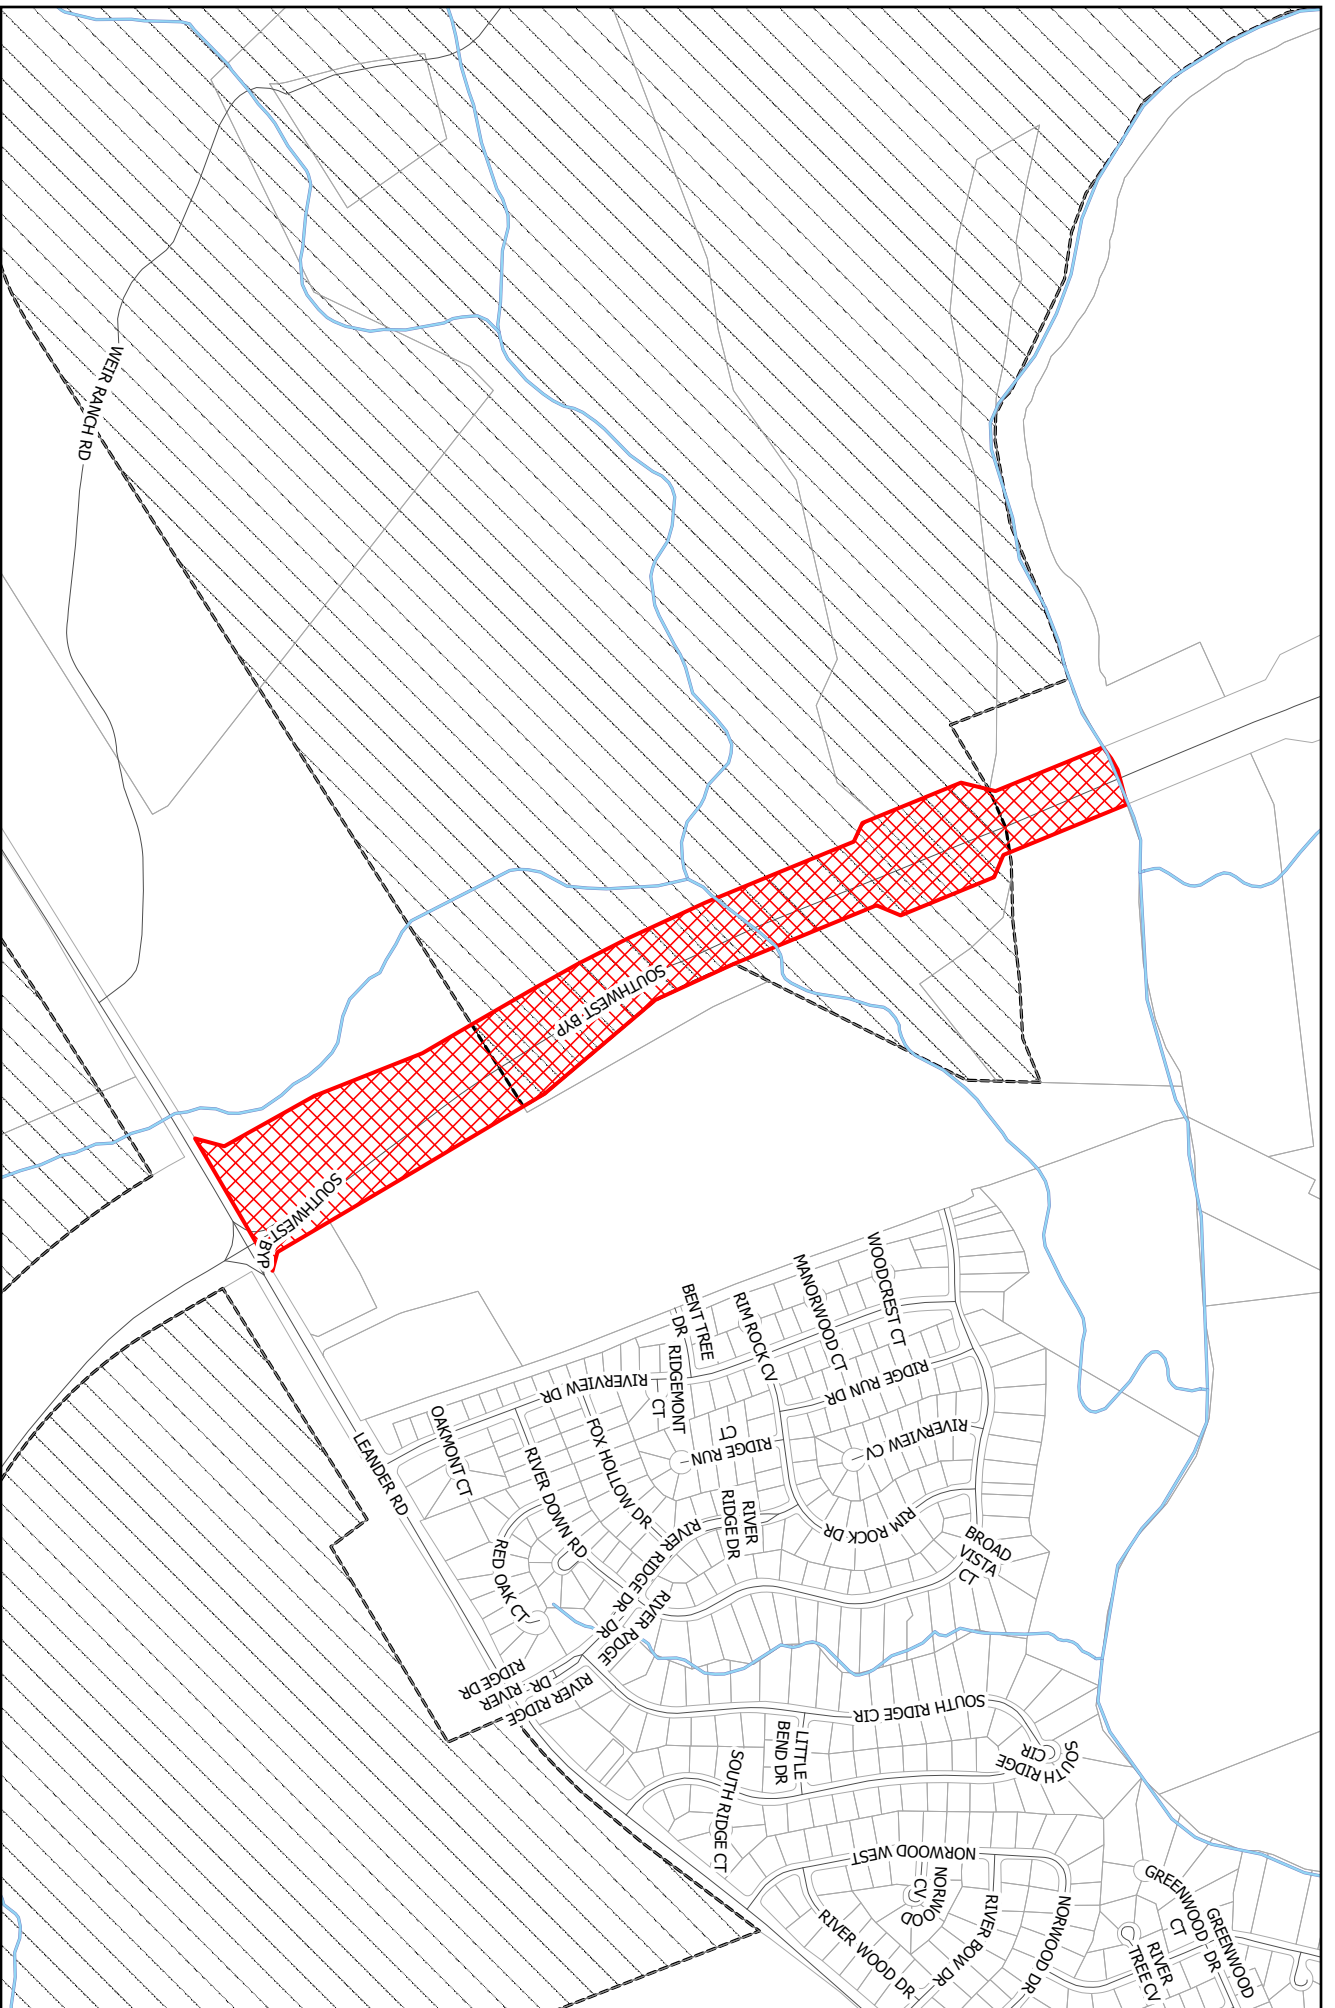 WEIR RANCH RD
SOUTHWEST BYP
SOUTHWEST BYP
WOODCREST CT
MANORWOOD CT
BENT TREE
DR
RIM ROCK CV
RIDGEMONT
CT
RIVERVIEW DR
RIDGE RUN DR
OAKMONT CT
FOX HOLLOW DR
RIDGE RUN
CT
RIVERVIEW CV
LEANDER RD
RIVER DOWN RD
RIVER
RIDGE DR
RIM ROCK DR
RED OAK CT
RIVER RIDGE DR
BROAD
VISTA
CT
RIVER RIDGE
DR
RIVER
RIDGE DR
RIVER RIDGE
DR
SOUTH RIDGE CIR
LITTLE
BEND DR
SOUTH RIDGE
CIR
SOUTH RIDGE CT
NORWOOD WEST
NORWOOD
CV
RIVER WOOD DR
RIVER BOW DR
NORWOOD DR
GREENWOOD
CT
GREENWOOD
DR
RIVER
TREE CV